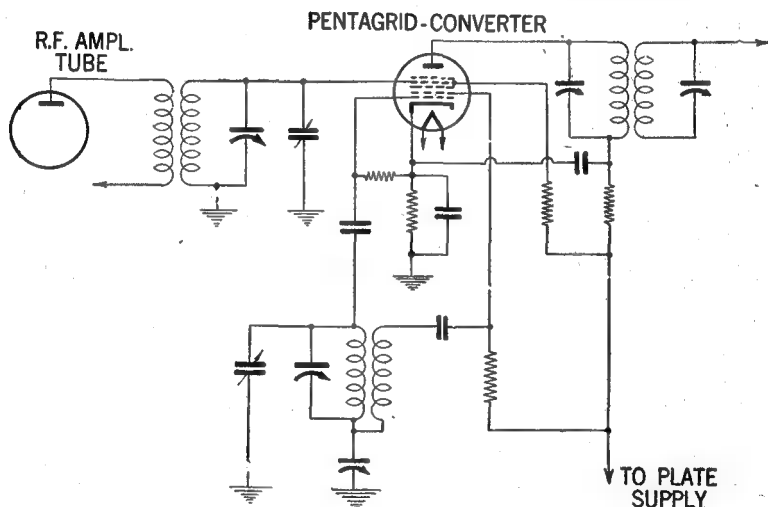 PENTAGRID-CONVERTER
R.F. AMPL.
TUBE
TO PLATE
SUPPLY